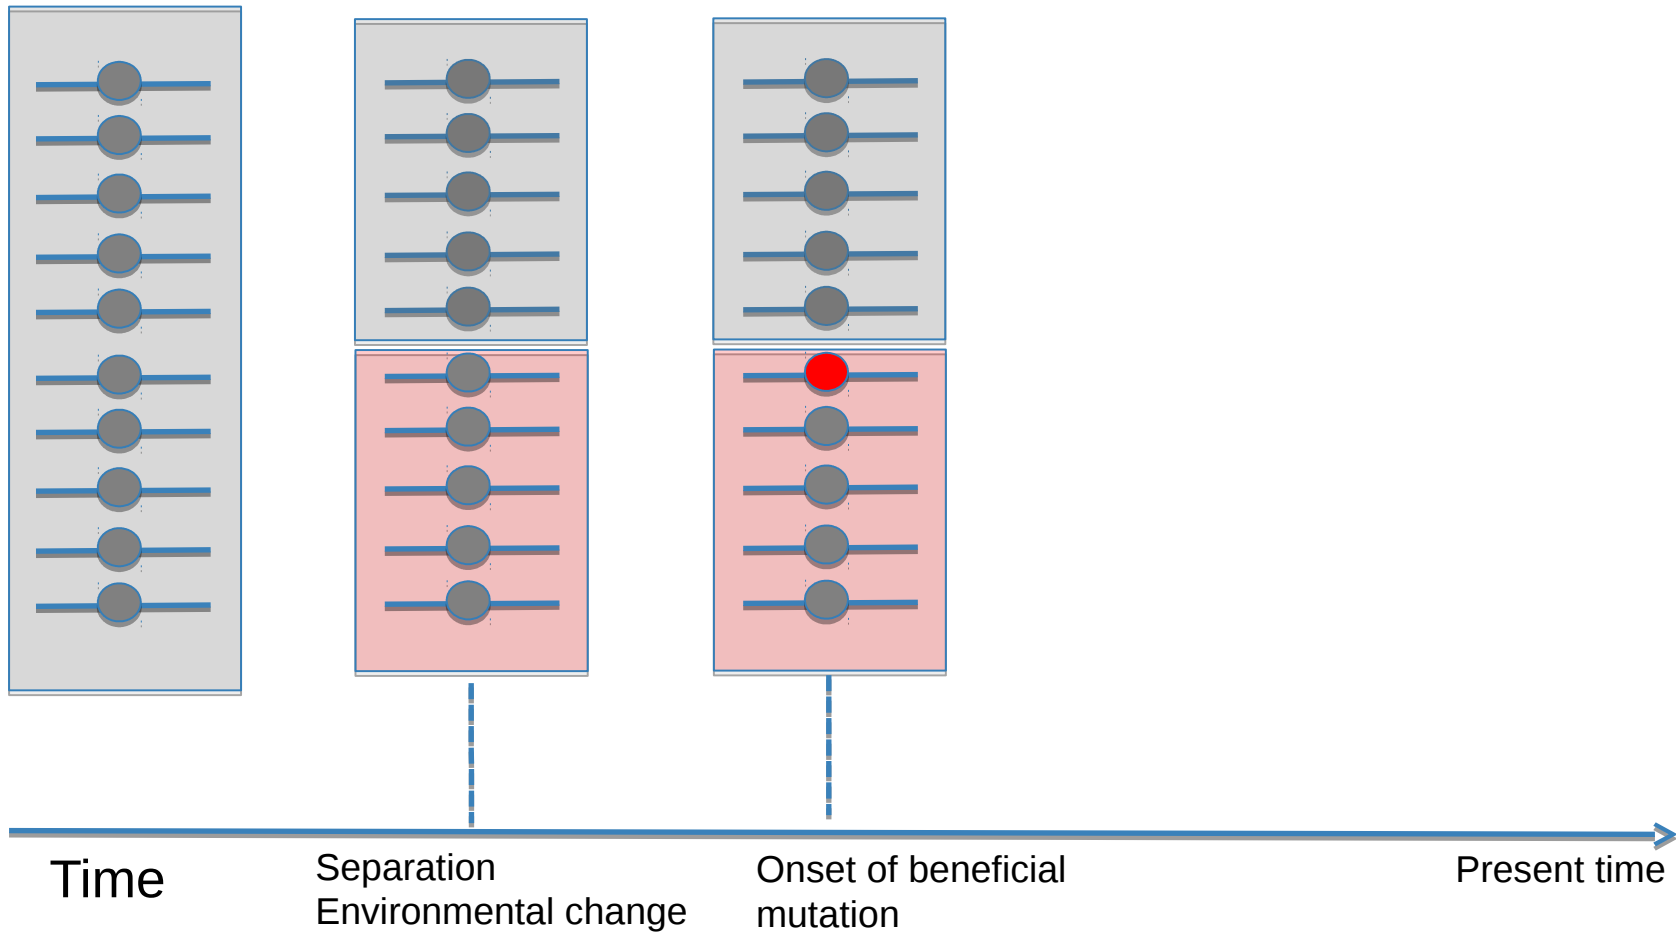 Time
Separation
Environmental change
Onset of beneficial
mutation
Present time